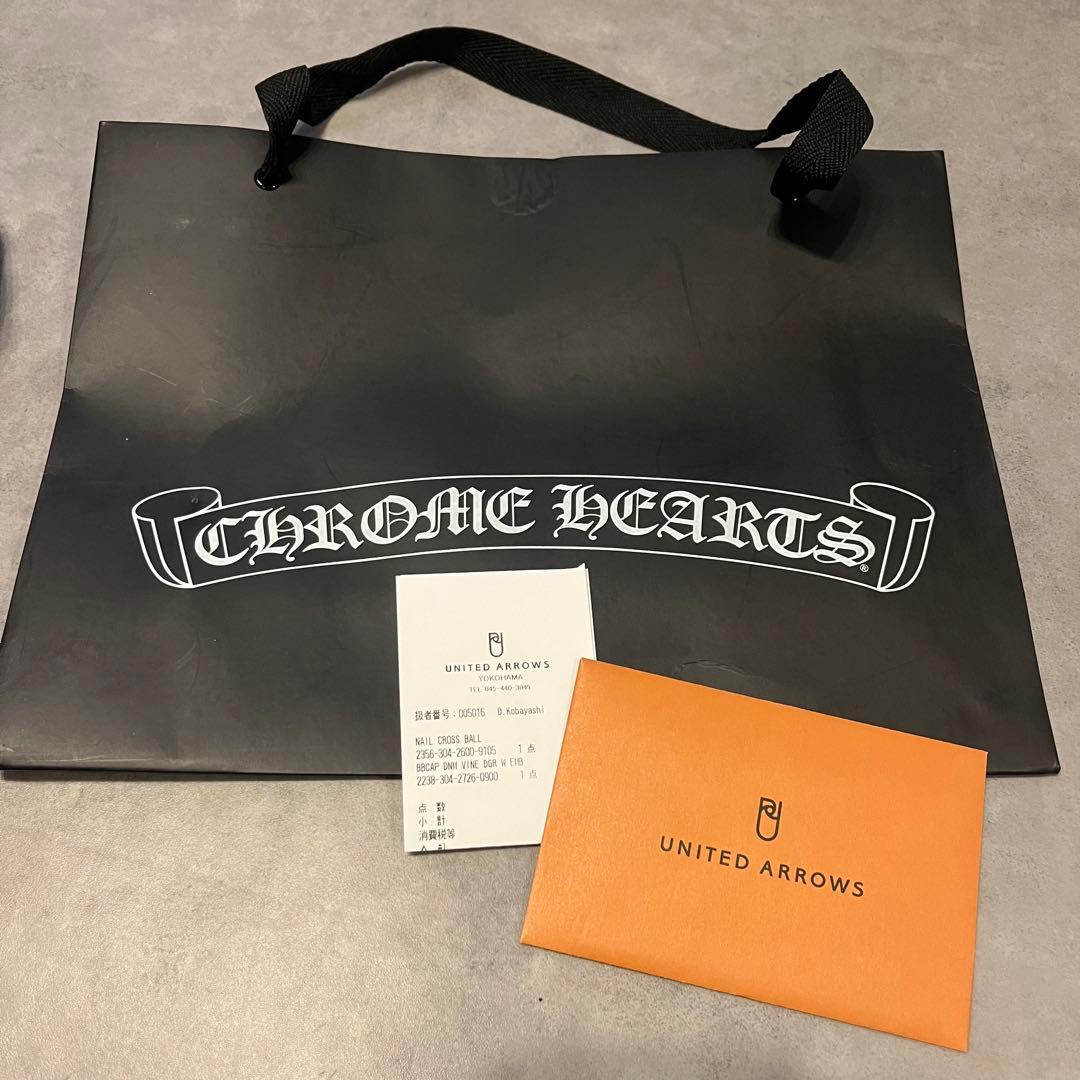 CHROME HEARTS®
UNITED ARROWS
YOKOHAMA
TEL 045-440-3045
扱者番号:005016 D.Kobayashi
NAIL CROSS BALL
2356-304-2600-9105 1点
BBCAP DNM VINE DGR W EMB
2238-304-2726-0900 1点
点 数
小 計
消費税等
UNITED ARROWS